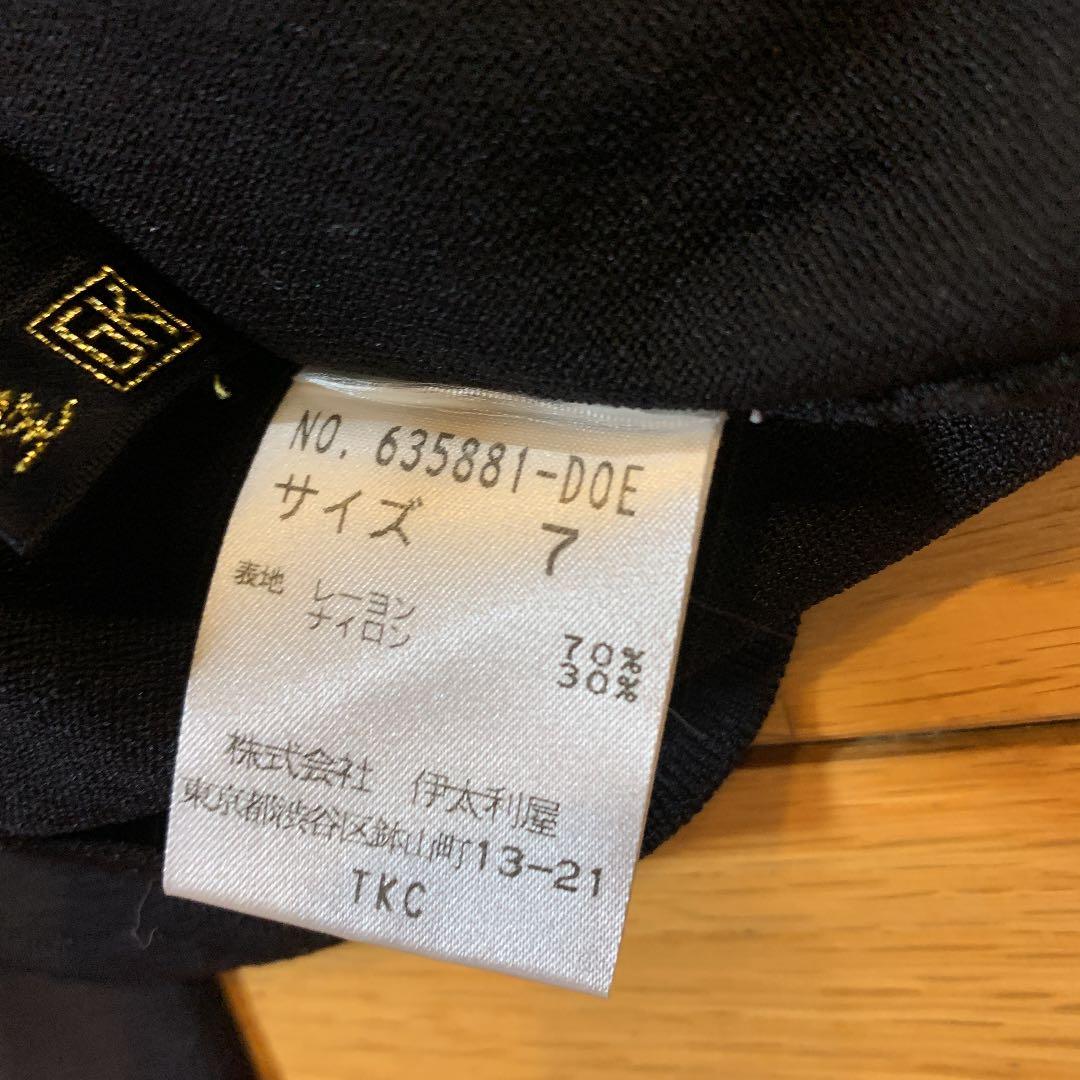 GK
NO. 635881-DOE
サイズ 7
表地 レーヨン 70%
ナイロン 30%
株式会社 伊太利屋
東京都渋谷区鉢山町13-21
TKC